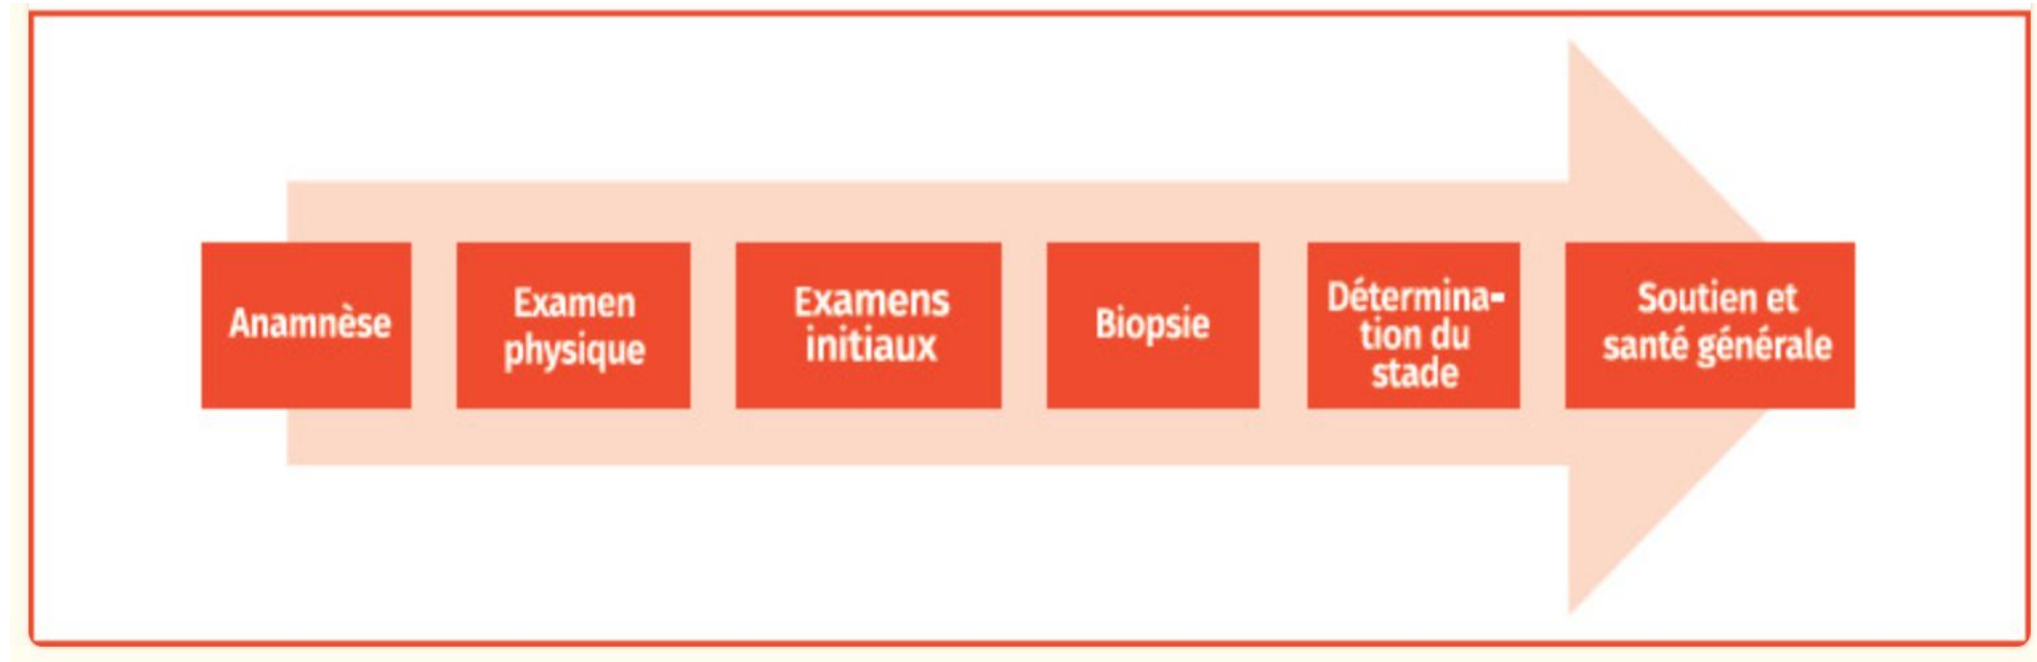 Anamnèse
Examen
physique
Examens
initiaux
Biopsie
Détermina-
tion du
stade
Soutien et
santé générale